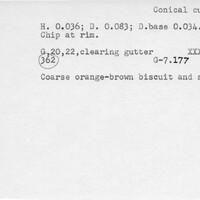 Conical cu
H. 0.036; D. 0.083; D.base 0.034.
Chip at rim.
G,20,22,clearing gutter XXX
362 G-7.177
Coarse orange-brown biscuit and s